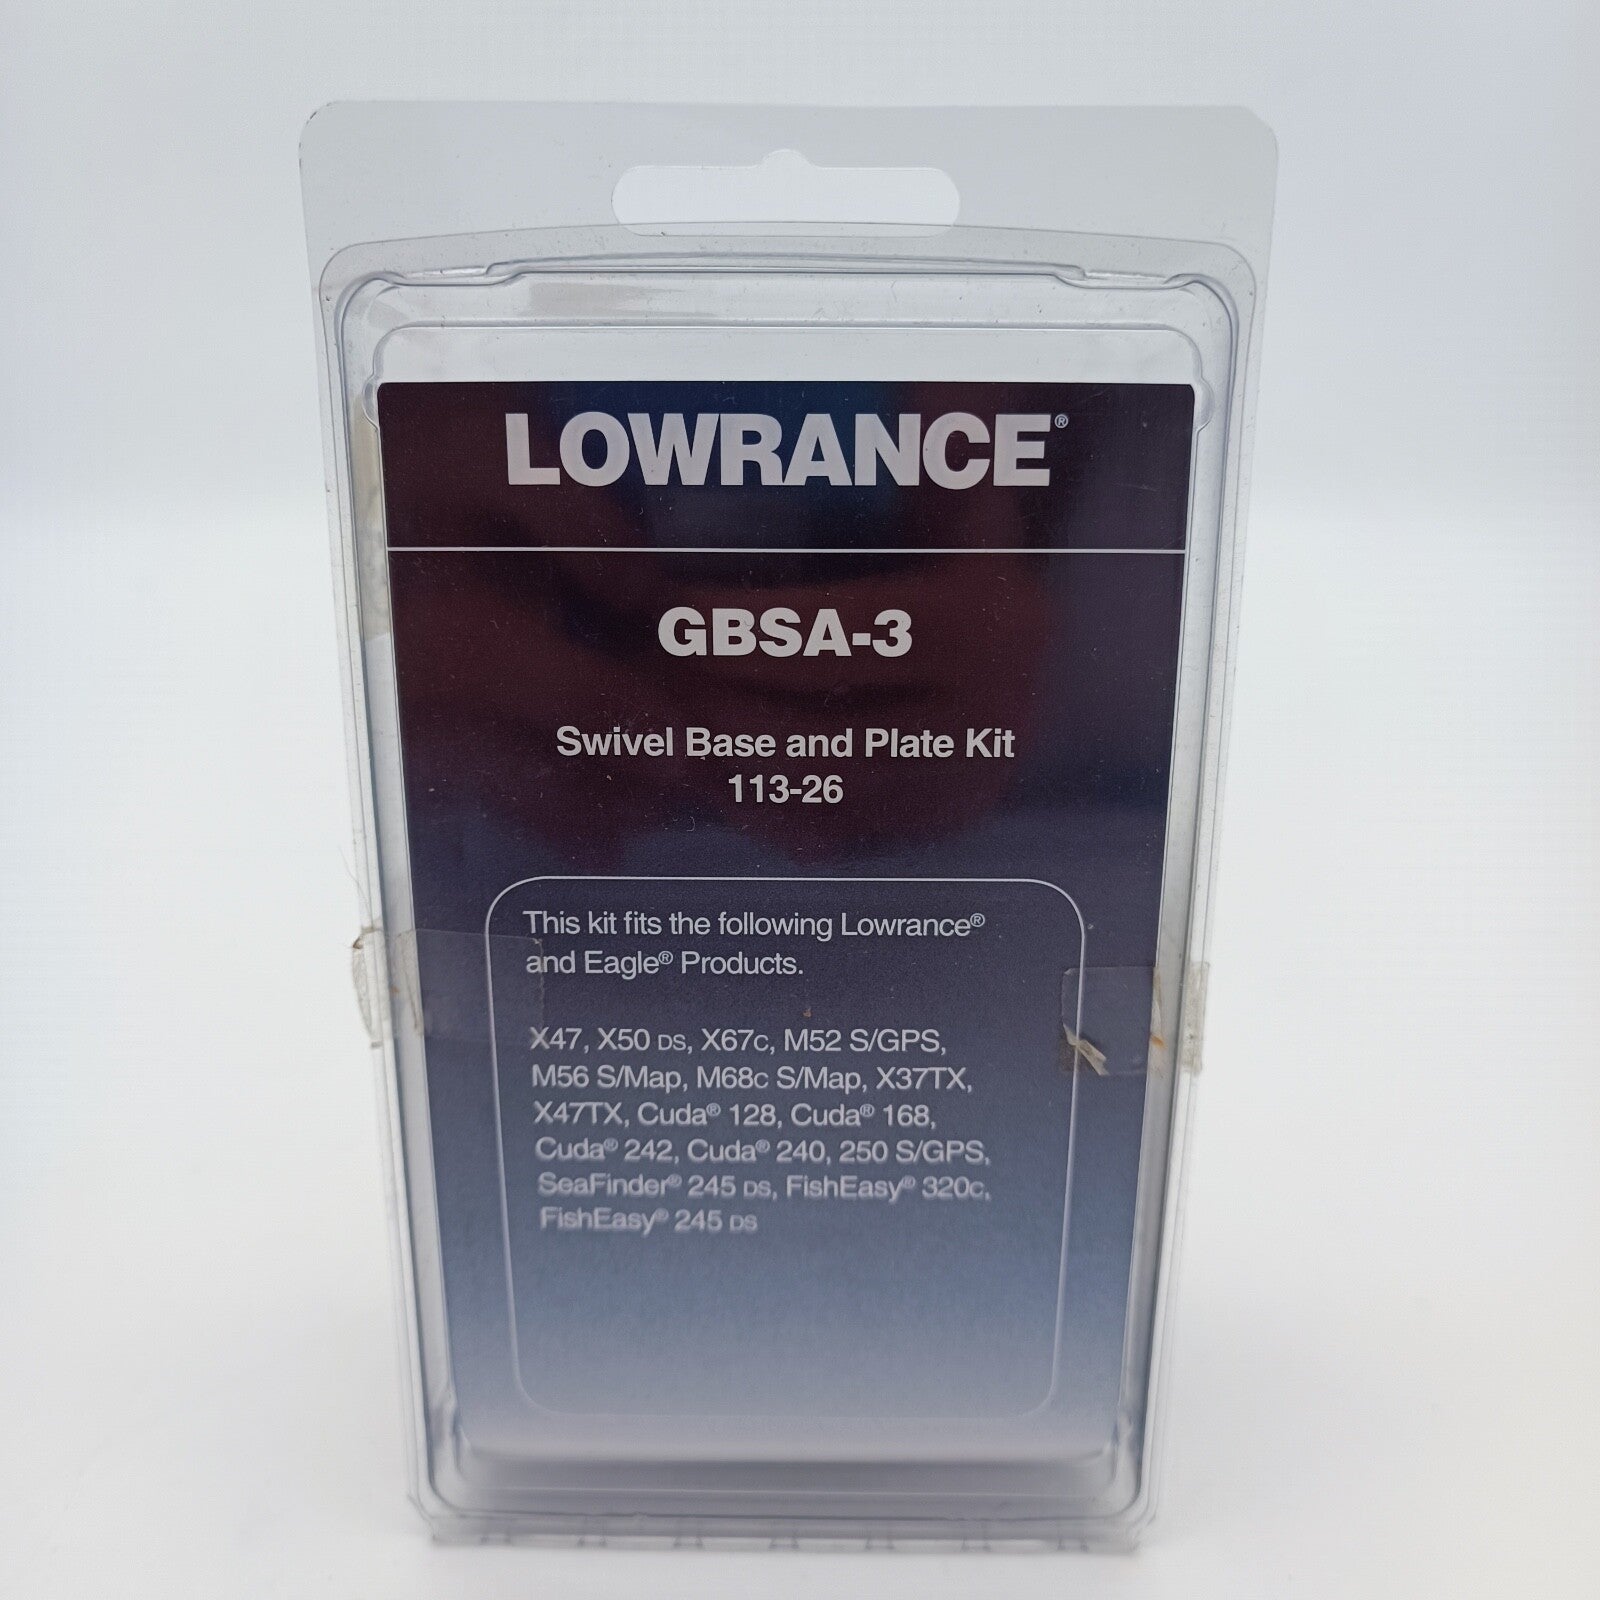 LOWRANCE®
GBSA-3
Swivel Base and Plate Kit
113-26
This kit fits the following Lowrance®
and Eagle® Products.
X47, X50 DS, X67C, M52 S/GPS,
M56 S/Map, M68C S/Map, X37TX,
X47TX, Cuda® 128, Cuda® 168,
Cuda® 242, Cuda® 240, 250 S/GPS,
SeaFinder® 245 DS, FishEasy® 320C,
FishEasy® 245 DS